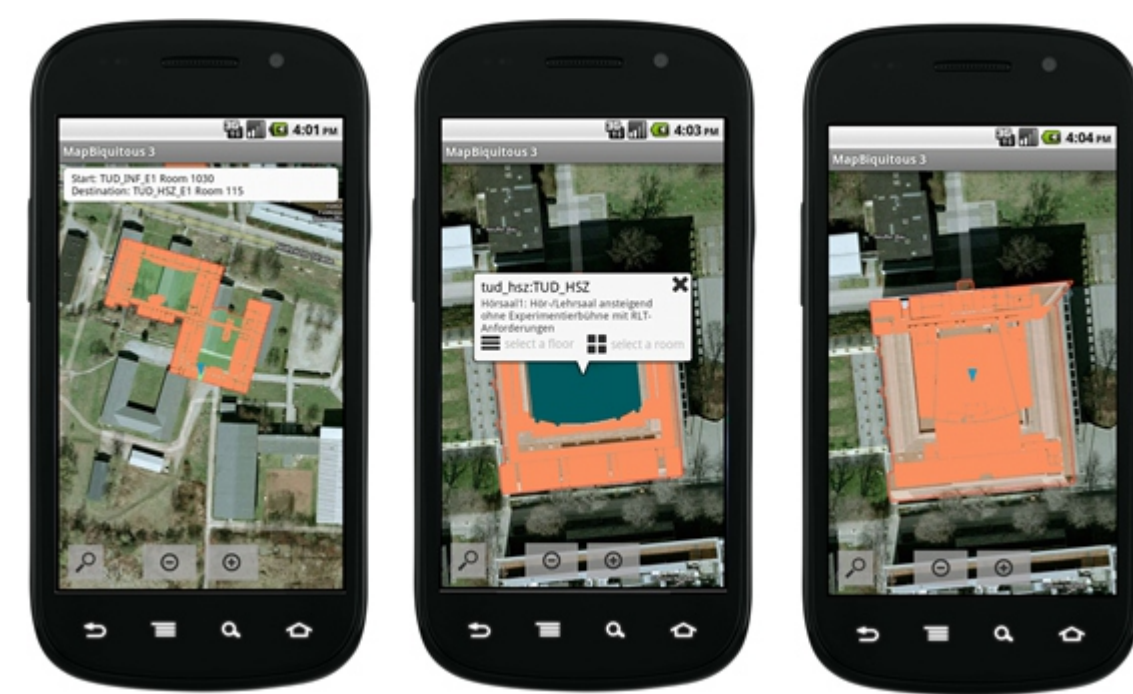 4:01 PM
MapBiquitous 3
Start: TUD_INF_E1 Room 1030
Destination: TUD_HSZ_E1 Room 115
4:03 PM
MapBiquitous 3
tud_hsz:TUD_HSZ
Hörsaal1: Hör-/Lehrsaal ansteigend
ohne Experimentierbühne mit RLT-
Anforderungen
select a floor
select a room
4:04 PM
MapBiquitous 3